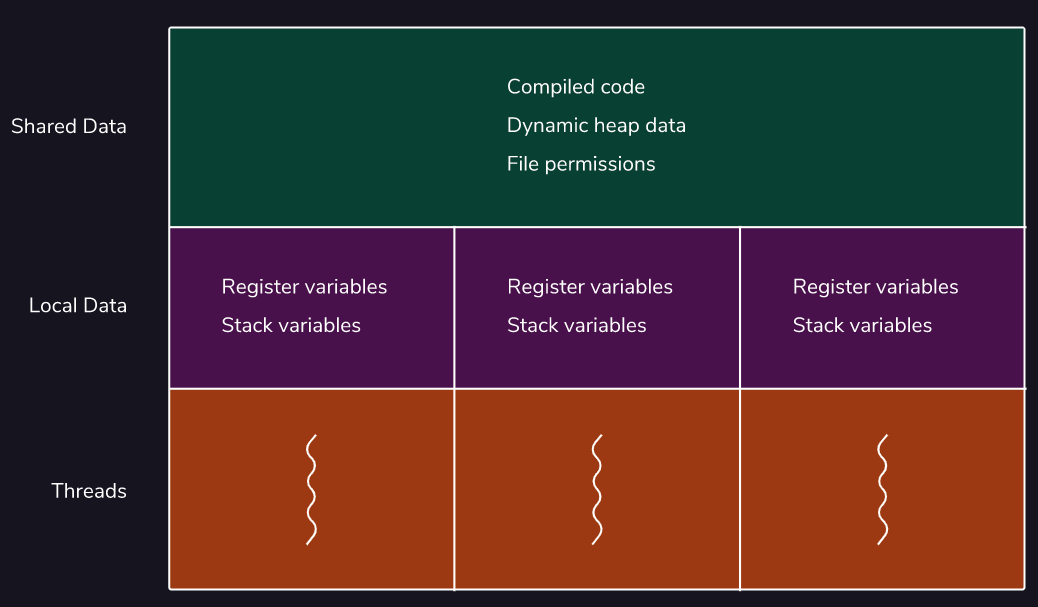 Shared Data
Compiled code
Dynamic heap data
File permissions
Local Data
Register variables
Stack variables
Register variables
Stack variables
Register variables
Stack variables
Threads